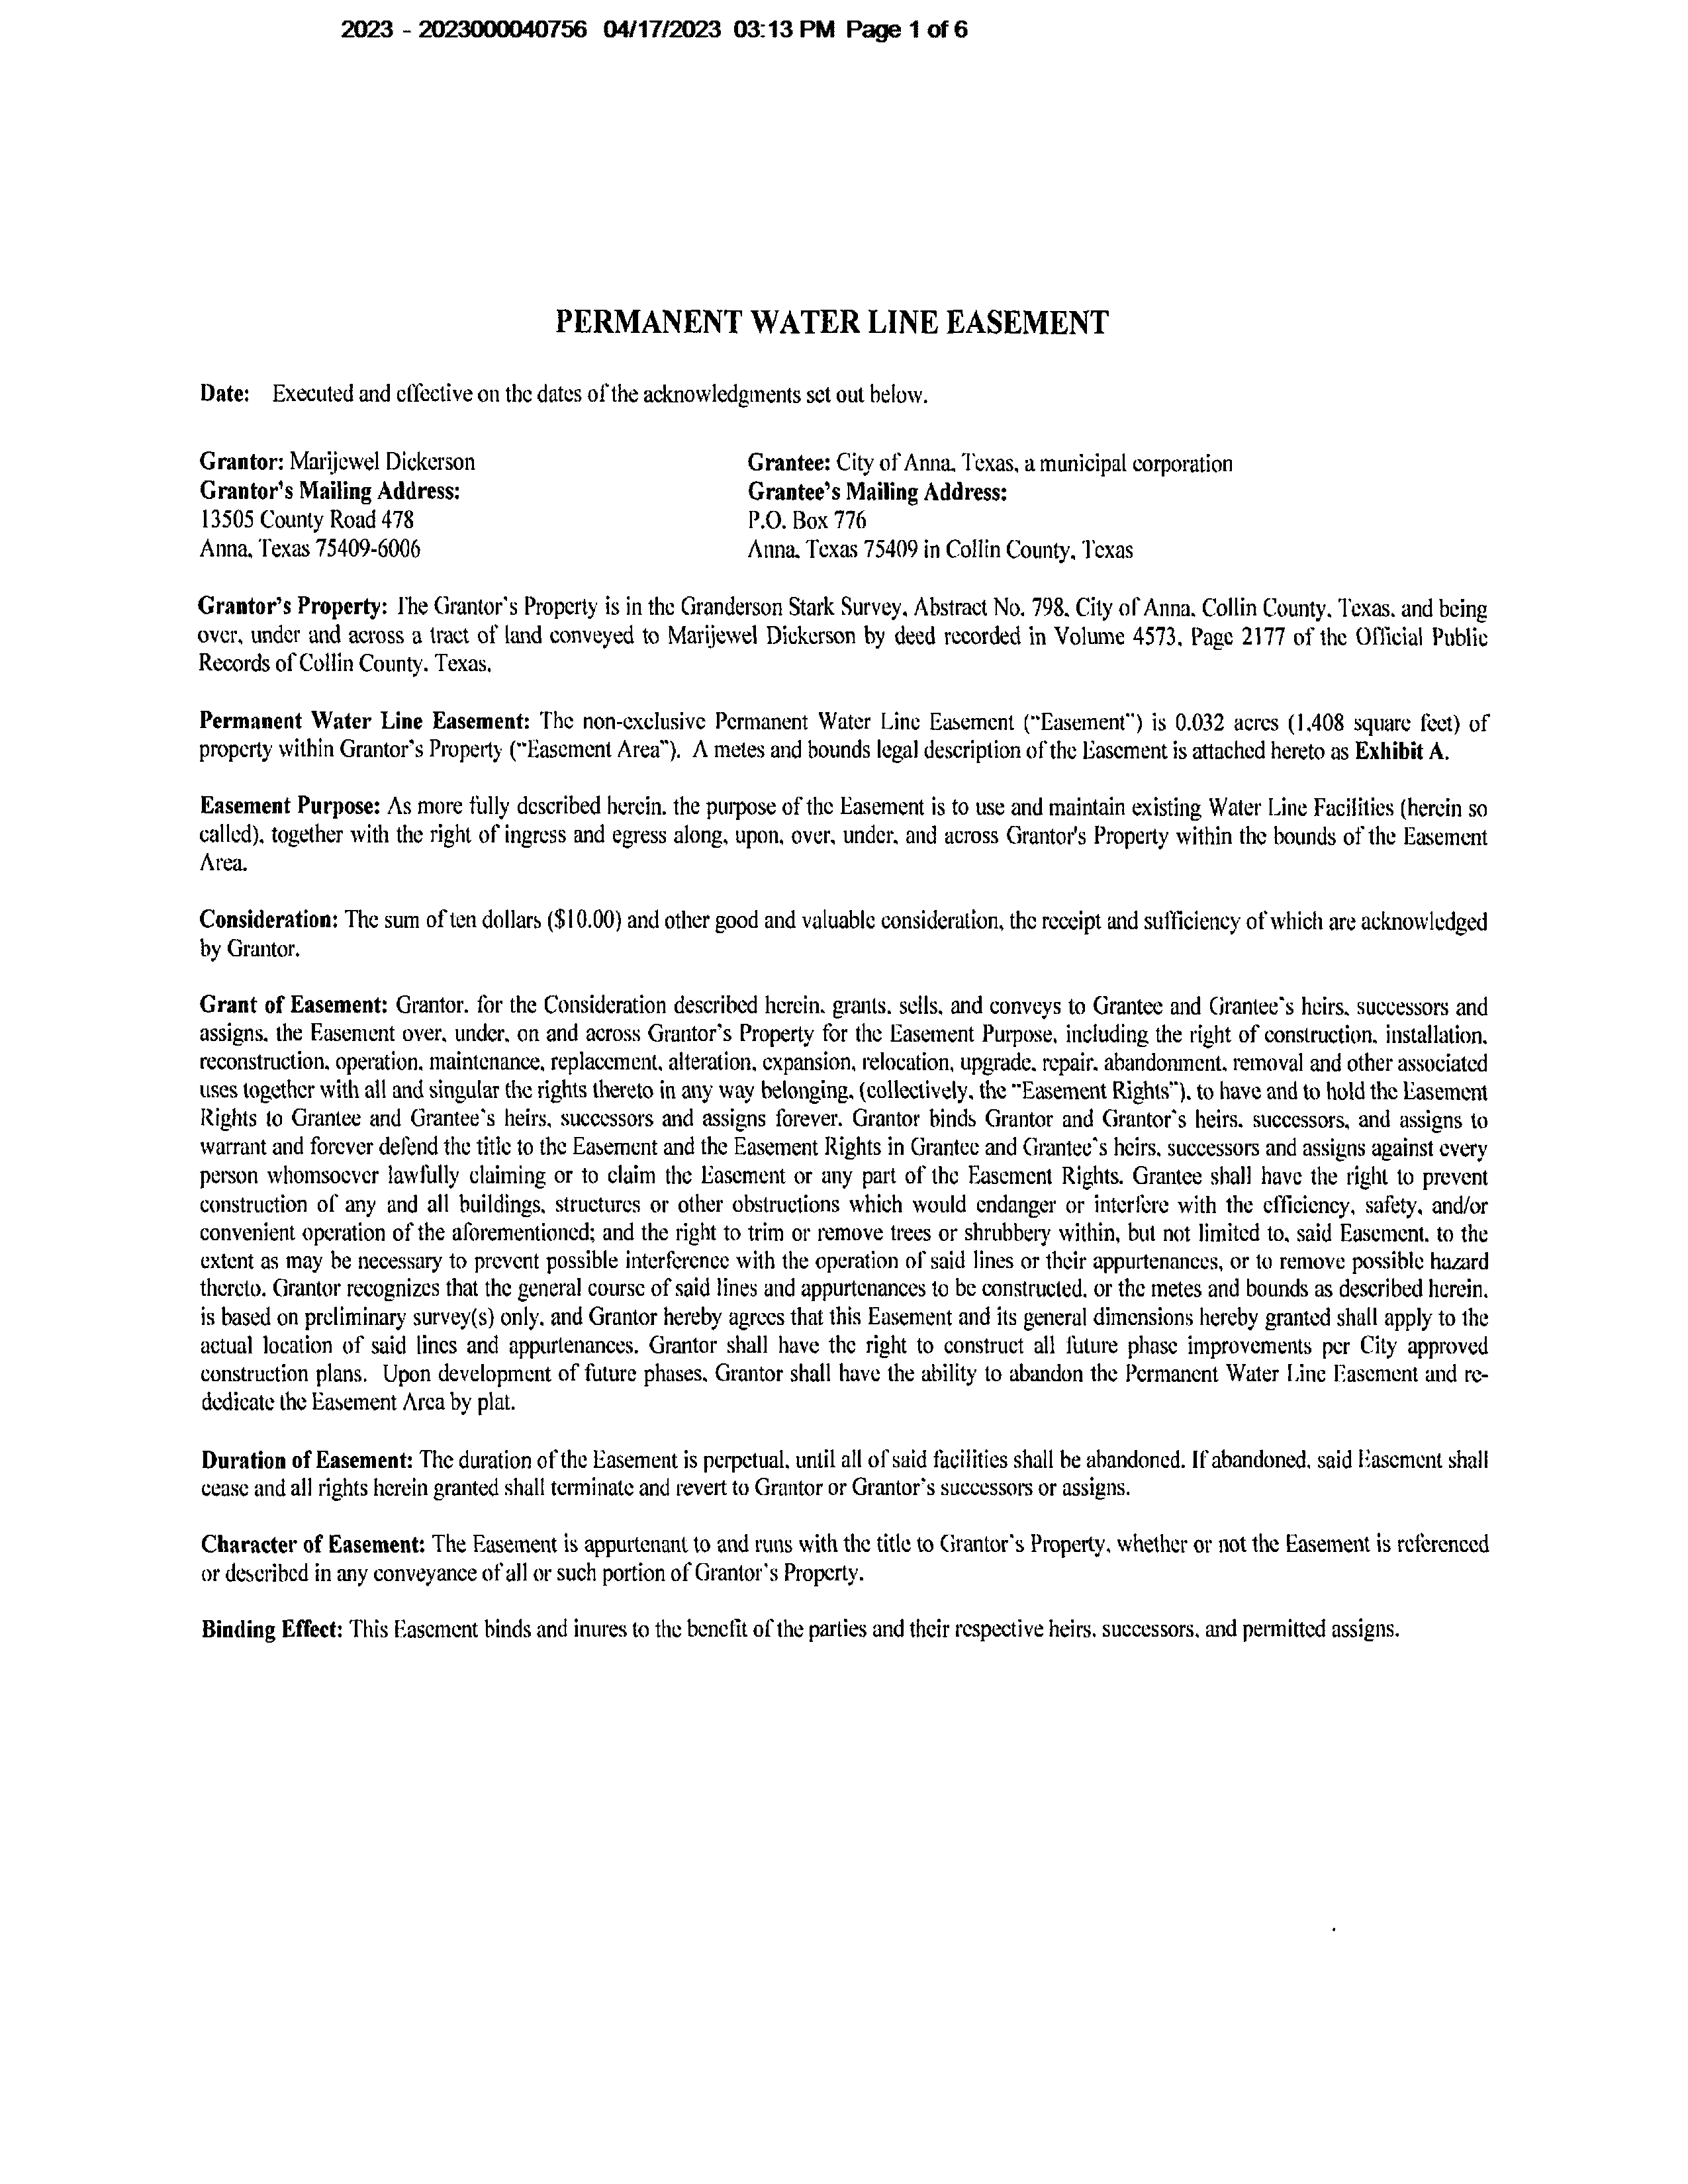 2023 - 2023000040756 04/17/2023 03:13 PM Page 1 of 6
PERMANENT WATER LINE EASEMENT
Date: Executed and effective on the dates of the acknowledgments set out below.
Grantor: Marijewel Dickerson
Grantor's Mailing Address:
13505 County Road 478
Anna, Texas 75409-6006
Grantee: City of Anna, Texas, a municipal corporation
Grantee's Mailing Address:
P.O. Box 776
Anna, Texas 75409 in Collin County, Texas
Grantor's Property: The Grantor's Property is in the Granderson Stark Survey, Abstract No. 798, City of Anna, Collin County, Texas, and being
over, under and across a tract of land conveyed to Marijewel Dickerson by deed recorded in Volume 4573, Page 2177 of the Official Public
Records of Collin County, Texas.
Permanent Water Line Easement: The non-exclusive Permanent Water Line Easement ("Easement") is 0.032 acres (1,408 square feet) of
property within Grantor's Property ("Easement Area"). A metes and bounds legal description of the Easement is attached hereto as Exhibit A.
Easement Purpose: As more fully described herein, the purpose of the Easement is to use and maintain existing Water Line Facilities (herein so
called), together with the right of ingress and egress along, upon, over, under, and across Grantor's Property within the bounds of the Easement
Area.
Consideration: The sum of ten dollars ($10.00) and other good and valuable consideration, the receipt and sufficiency of which are acknowledged
by Grantor.
Grant of Easement: Grantor, for the Consideration described herein, grants, sells, and conveys to Grantee and Grantee's heirs, successors and
assigns, the Easement over, under, on and across Grantor's Property for the Easement Purpose, including the right of construction, installation,
reconstruction, operation, maintenance, replacement, alteration, expansion, relocation, upgrade, repair, abandonment, removal and other associated
uses together with all and singular the rights thereto in any way belonging, (collectively, the "Easement Rights"), to have and to hold the Easement
Rights to Grantee and Grantee's heirs, successors and assigns forever. Grantor binds Grantor and Grantor's heirs, successors, and assigns to
warrant and forever defend the title to the Easement and the Easement Rights in Grantee and Grantee's heirs, successors and assigns against every
person whomsoever lawfully claiming or to claim the Easement or any part of the Easement Rights. Grantee shall have the right to prevent
construction of any and all buildings, structures or other obstructions which would endanger or interfere with the efficiency, safety, and/or
convenient operation of the aforementioned; and the right to trim or remove trees or shrubbery within, but not limited to, said Easement, to the
extent as may be necessary to prevent possible interference with the operation of said lines or their appurtenances, or to remove possible hazard
thereto. Grantor recognizes that the general course of said lines and appurtenances to be constructed, or the metes and bounds as described herein,
is based on preliminary survey(s) only, and Grantor hereby agrees that this Easement and its general dimensions hereby granted shall apply to the
actual location of said lines and appurtenances. Grantor shall have the right to construct all future phase improvements per City approved
construction plans. Upon development of future phases, Grantor shall have the ability to abandon the Permanent Water Line Easement and re-
dedicate the Easement Area by plat.
Duration of Easement: The duration of the Easement is perpetual, until all of said facilities shall be abandoned. If abandoned, said Easement shall
cease and all rights herein granted shall terminate and revert to Grantor or Grantor's successors or assigns.
Character of Easement: The Easement is appurtenant to and runs with the title to Grantor's Property, whether or not the Easement is referenced
or described in any conveyance of all or such portion of Grantor's Property.
Binding Effect: This Easement binds and inures to the benefit of the parties and their respective heirs, successors, and permitted assigns.